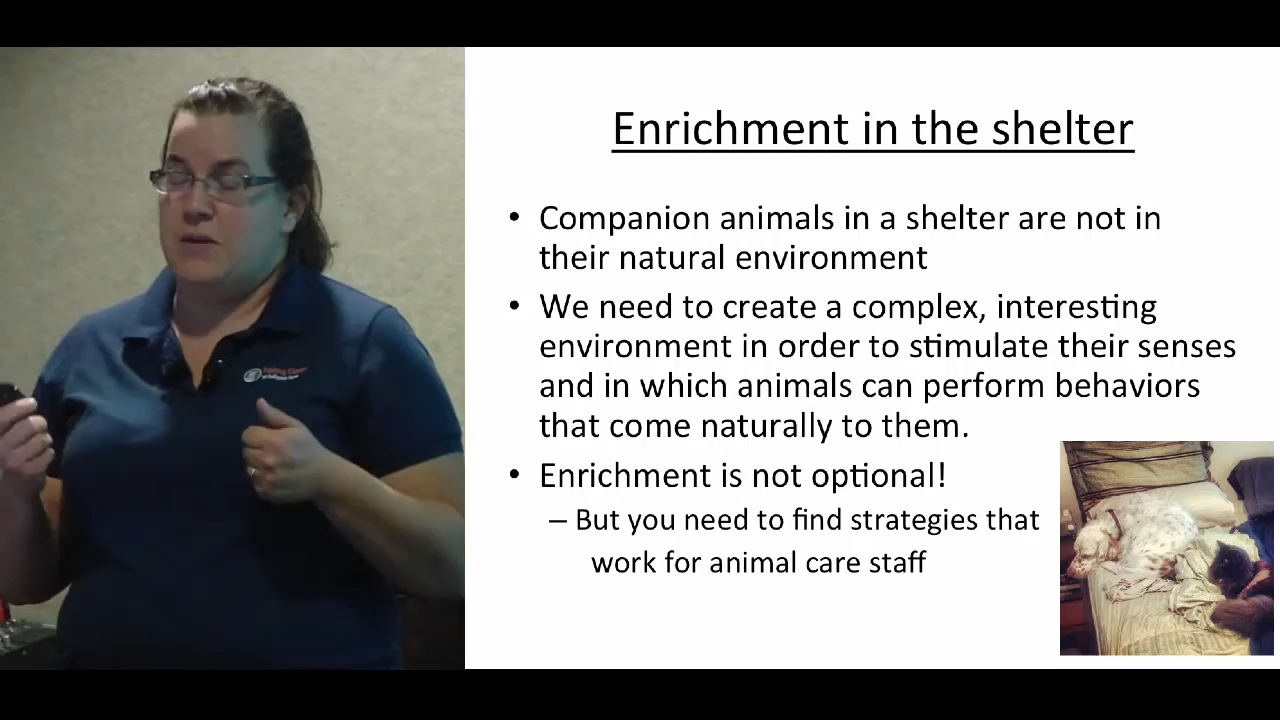 Enrichment in the shelter
• Companion animals in a shelter are not in
their natural environment
• We need to create a complex, interesting
environment in order to stimulate their senses
and in which animals can perform behaviors
that come naturally to them.
• Enrichment is not optional!
– But you need to find strategies that
work for animal care staff